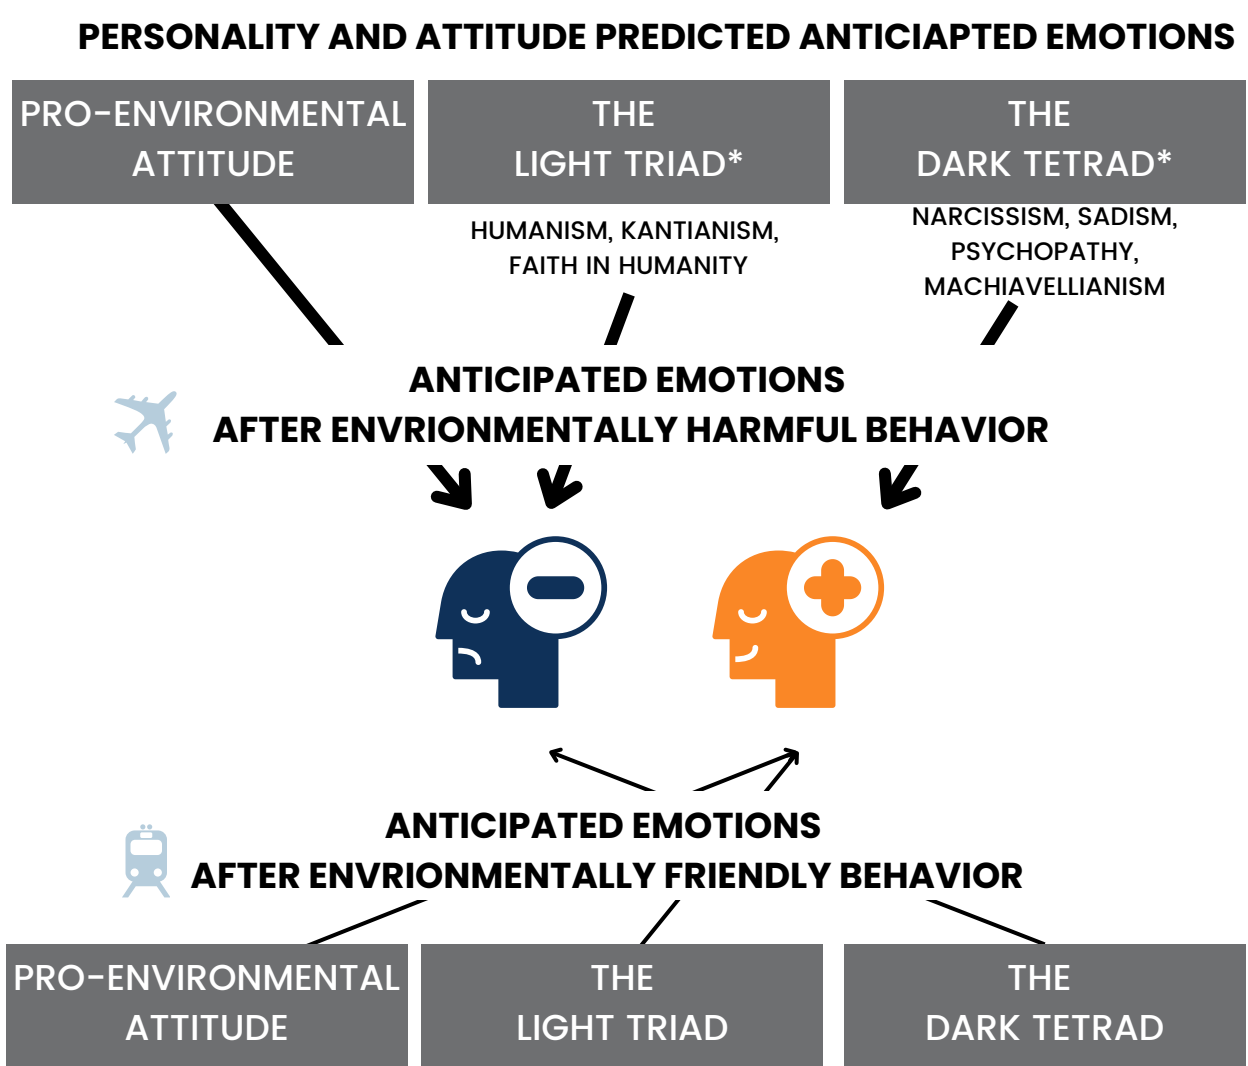 PERSONALITY AND ATTITUDE PREDICTED ANTICIAPTED EMOTIONS
PRO-ENVIRONMENTAL
ATTITUDE
THE
LIGHT TRIAD*
THE
DARK TETRAD*
HUMANISM, KANTIANISM,
FAITH IN HUMANITY
NARCISSISM, SADISM,
PSYCHOPATHY,
MACHIAVELLIANISM
ANTICIPATED EMOTIONS
AFTER ENVRIONMENTALLY HARMFUL BEHAVIOR
ANTICIPATED EMOTIONS
AFTER ENVRIONMENTALLY FRIENDLY BEHAVIOR
PRO-ENVIRONMENTAL
ATTITUDE
THE
LIGHT TRIAD
THE
DARK TETRAD